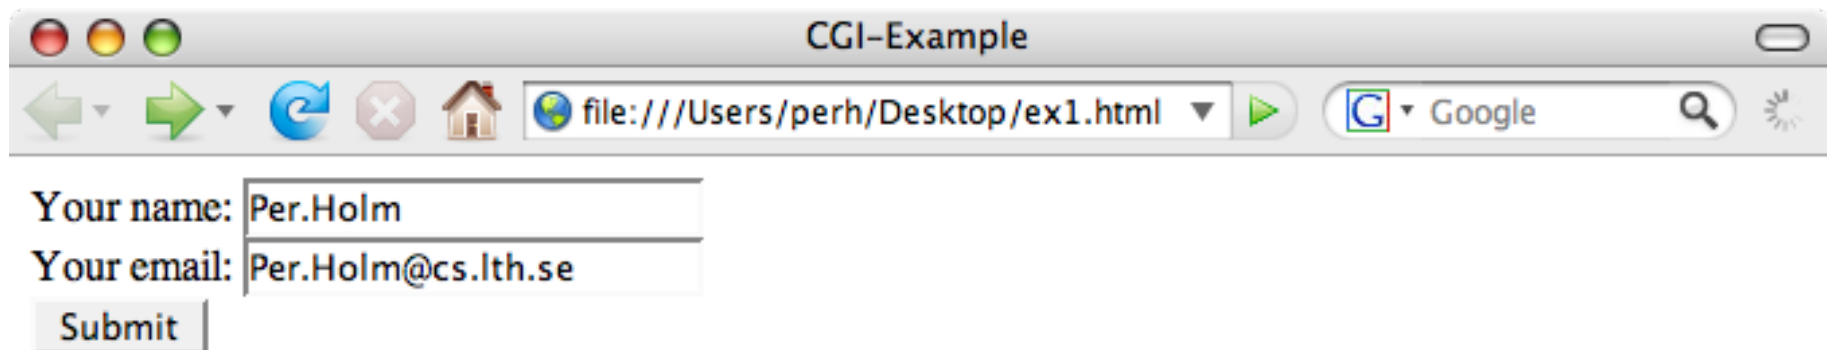 CGI-Example
file:///Users/perh/Desktop/ex1.html G Google
Your name: Per.Holm
Your email: Per.Holm@cs.lth.se
Submit